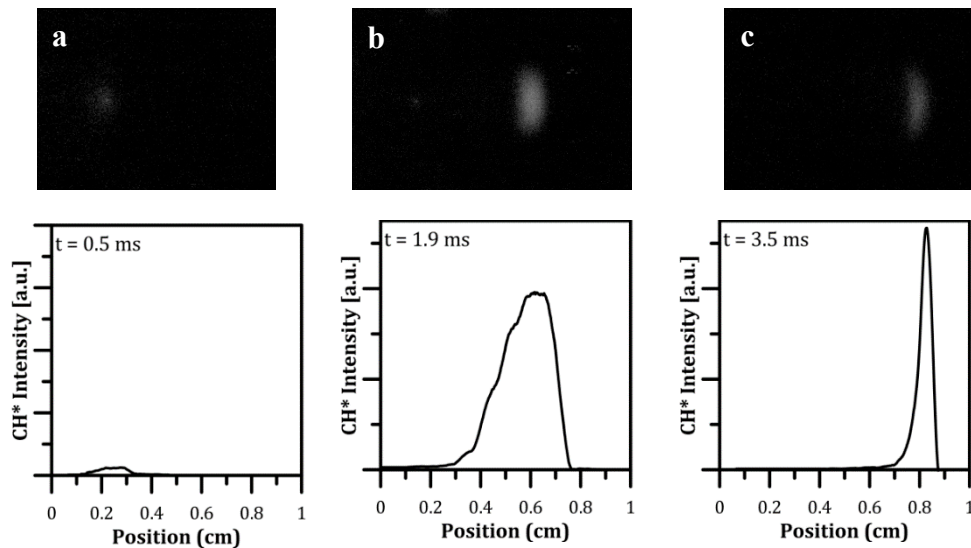 a
b
c
t = 0.5 ms
CH* Intensity [a.u.]
0
0.2
0.4
0.6
0.8
1
Position (cm)
t = 1.9 ms
CH* Intensity [a.u.]
0
0.2
0.4
0.6
0.8
1
Position (cm)
t = 3.5 ms
CH* Intensity [a.u.]
0
0.2
0.4
0.6
0.8
1
Position (cm)